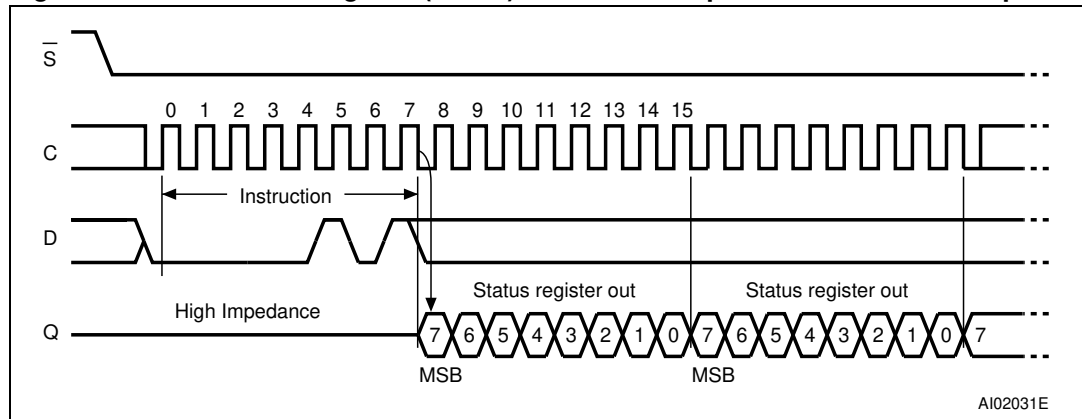 S
0 1 2 3 4 5 6 7 8 9 10 11 12 13 14 15
C
Instruction
D
High Impedance
Status register out
Status register out
Q
7 6 5 4 3 2 1 0 7 6 5 4 3 2 1 0 7
MSB
MSB
AI02031E